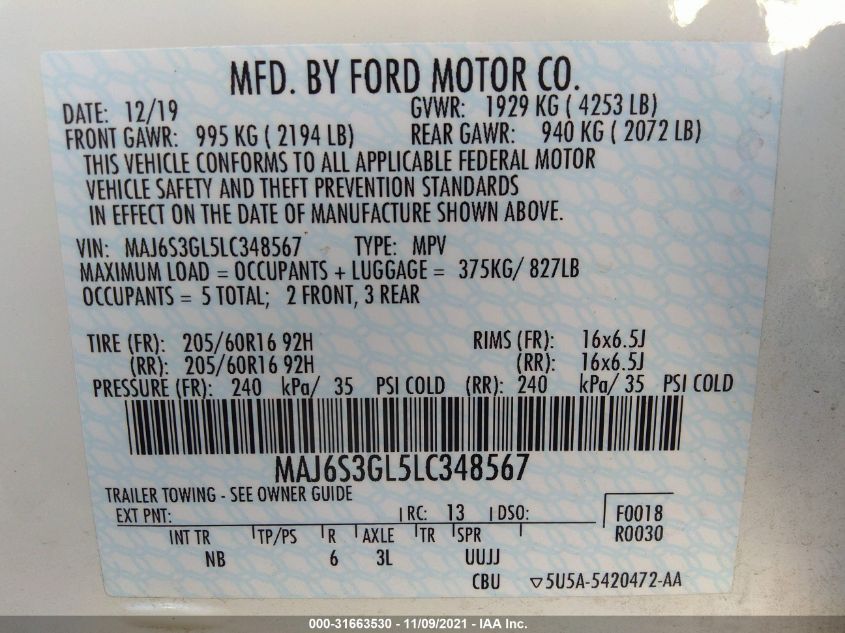 MFD. BY FORD MOTOR CO.
DATE: 12/19 GVWR: 1929 KG ( 4253 LB)
FRONT GAWR: 995 KG ( 2194 LB) REAR GAWR: 940 KG ( 2072 LB)
THIS VEHICLE CONFORMS TO ALL APPLICABLE FEDERAL MOTOR
VEHICLE SAFETY AND THEFT PREVENTION STANDARDS
IN EFFECT ON THE DATE OF MANUFACTURE SHOWN ABOVE.
VIN: MAJ6S3GL5LC348567 TYPE: MPV
MAXIMUM LOAD = OCCUPANTS + LUGGAGE = 375KG/ 827LB
OCCUPANTS = 5 TOTAL; 2 FRONT, 3 REAR
TIRE (FR): 205/60R16 92H RIMS (FR): 16x6.5J
(RR): 205/60R16 92H (RR): 16x6.5J
PRESSURE (FR): 240 kPa/ 35 PSI COLD (RR): 240 kPa/ 35 PSI COLD
MAJ6S3GL5LC348567
TRAILER TOWING - SEE OWNER GUIDE
EXT PNT: RC: 13 DSO: F0018
INT TR TP/PS R AXLE TR SPR R0030
NB 6 3L UUJJ
CBU ▽5U5A-5420472-AA
000-31663530 - 11/09/2021 - IAA Inc.